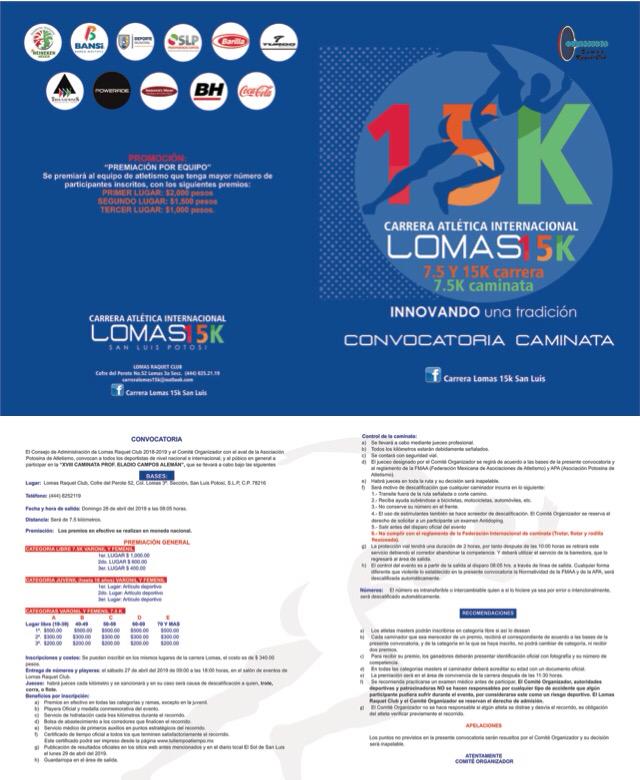 HEINEKEN
BANSÍ
DEPORTE
SLP
Barilla
TURBO
POWERADE
BH
Coca-Cola
PROMOCIÓN:
"PREMIACIÓN POR EQUIPO"
Se premiará al equipo de atletismo que tenga mayor número de
participantes inscritos, con los siguientes premios:
PRIMER LUGAR: $2,000 pesos
SEGUNDO LUGAR: $1,500 pesos
TERCER LUGAR: $1,000 pesos.
CARRERA ATLÉTICA INTERNACIONAL
LOMAS15K
SAN LUIS POTOSÍ
LOMAS RAQUET CLUB
Cofre del Perote No.52 Lomas 3a Secc. (444) 825.21.19
carreralomas15k@outlook.com
Carrera Lomas 15k San Luis
15K
CARRERA ATLÉTICA INTERNACIONAL
LOMAS15K
7.5 Y 15K carrera
7.5K caminata
INNOVANDO una tradición
CONVOCATORIA CAMINATA
Carrera Lomas 15k San Luis
CONVOCATORIA
El Consejo de Administración de Lomas Raquet Club 2018-2019 y el Comité Organizador con el aval de la Asociación
Potosina de Atletismo, convocan a todos los deportistas de nivel nacional e internacional, y al público en general a
participar en la "XVIII CAMINATA PROF. ELADIO CAMPOS ALEMÁN", que se llevará a cabo bajo las siguientes
BASES:
Lugar: Lomas Raquet Club, Cofre del Perote 52, Col. Lomas 3ª. Sección, San Luis Potosí, S.L.P, C.P. 78216
Teléfono: (444) 8252119
Fecha y hora de salida: Domingo 28 de abril del 2019 a las 08:05 horas.
Distancia: Será de 7.5 kilómetros.
Premiación: Los premios en efectivo se realizan en moneda nacional.
PREMIACIÓN GENERAL
CATEGORIA LIBRE 7.5K VARONIL Y FEMENIL
1er. LUGAR $ 1,000.00
2do. LUGAR $ 600.00
3er. LUGAR $ 400.00
CATEGORIA JUVENIL (hasta 18 años) VARONIL Y FEMENIL
1er. Lugar: Artículo deportivo
2do. Lugar: Artículo deportivo
3er. Lugar: Artículo deportivo
CATEGORIAS VARONIL Y FEMENIL 7.5 K
A B C D E
Lugar libre (19-39) 40-49 50-59 60-69 70 Y MAS
1ª. $500.00 $500.00 $500.00 $500.00 $500.00
2ª. $300.00 $300.00 $300.00 $300.00 $300.00
3ª. $200.00 $200.00 $200.00 $200.00 $200.00
Inscripciones y costo: Se pueden inscribir en los mismos lugares de la carrera Lomas, el costo es de $ 340.00
pesos.
Entrega de números y playeras: el sábado 27 de abril del 2019 de 09:00 a las 18:00 horas, en el salón de eventos de
Lomas Raquet Club.
Jueces: Habrá jueces cada kilómetro y se sancionará y en su caso será causa de descalificación a quien, trote,
corra, o flote.
Beneficios por inscripción:
a) Premios en efectivo en todas las categorías y ramas, excepto en la juvenil.
b) Playera Oficial y medalla conmemorativa del evento.
c) Servicio de hidratación cada tres kilómetros durante el recorrido.
d) Bolsa de abastecimiento a los corredores que finalicen el recorrido.
e) Servicio médico de primeros auxilios en puntos estratégicos del recorrido.
f) Certificado de tiempo oficial a todos los que terminen satisfactoriamente el recorrido.
Este certificado podrá ser impreso desde la página www.tutiempoatiempo.mx
g) Publicación de resultados oficiales en los sitios web antes mencionados y en el diario local El Sol de San Luis
el lunes 29 de abril del 2019.
h) Guardarropa en el área de salida.
Control de la caminata:
a) Se llevará a cabo mediante jueces profesional.
b) Todos los kilómetros estarán debidamente señalados.
c) Se contará con seguridad vial.
d) El jueces designado por el Comité Organizador se regirá de acuerdo a las bases de la presente convocatoria y
al reglamento de la FMAA (Federación Mexicana de Asociaciones de Atletismo) y APA (Asociación Potosina de
Atletismo).
e) Habrá jueces en toda la ruta y su decisión será inapelable.
f) Será motivo de descalificación que cualquier corredor incurra en lo siguiente:
1.- Transite fuera de la ruta señalada o corte camino.
2.- Reciba ayuda subiéndose a bicicletas, motocicletas, automóviles, etc.
3.- No conserve su número en el frente.
4.- El uso de estimulantes también se hace acreedor de descalificación. El Comité Organizador se reserva el
derecho de solicitar a un participante un examen Antidoping.
5.- Salir antes del disparo oficial del evento
6.- No cumplir con el reglamento de la Federación Internacional de caminata (Trotar, flotar y rodilla
flexionada).
g) La protección vial tendrá una duración de 2 horas, por tanto después de las 10:00 horas se retirará este
servicio debiendo el corredor abandonar la competencia. Y deberá utilizar el servicio de la barredora, que lo
regresará al área de salida.
h) El control del evento es a partir de la salida al disparo 08:05 hrs. a través de línea de salida. Cualquier forma
diferente que violente lo establecido en la presente convocatoria la Normatividad de la FMAA y de la APA, será
descalificado automáticamente.
Números: El número es intransferible o intercambiable quien a si lo hiciere ya sea por error o intencionalmente,
será descalificado automáticamente.
RECOMENDACIONES
a) Los atletas masters podrán inscribirse en categoría libre si así lo desean
b) Cada caminador que sea merecedor de un premio, recibirá el correspondiente de acuerdo a las bases de la
presente convocatoria, y de la categoría en la que se haya inscrito, no podrá cambiar de categoría, ni recibir
dos premios.
c) Para recibir su premio, los ganadores deberán presentar identificación oficial con fotografía y su número de
competencia.
d) En todas las categorías masters el caminador deberá acreditar su edad con un documento oficial.
e) La premiación será en el área de convivencia de la carrera después de las 11:30 horas.
f) Se recomienda practicarse un examen médico antes de participar. El Comité Organizador, autoridades
deportivas y patrocinadores NO se hacen responsables por cualquier tipo de accidente que algún
participante pudiera sufrir durante el evento, por considerarse este como un riesgo deportivo. El Lomas
Raquet Club y el Comité Organizador se reservan el derecho de admisión.
g) El Comité Organizador no se hace responsable si algún atleta se distrae y desvía el recorrido, es obligación
del atleta verificar previamente el recorrido.
APELACIONES
Los puntos no previstos en la presente convocatoria serán resueltos por el Comité Organizador y su decisión
será inapelable.
ATENTAMENTE
COMITÉ ORGANIZADOR